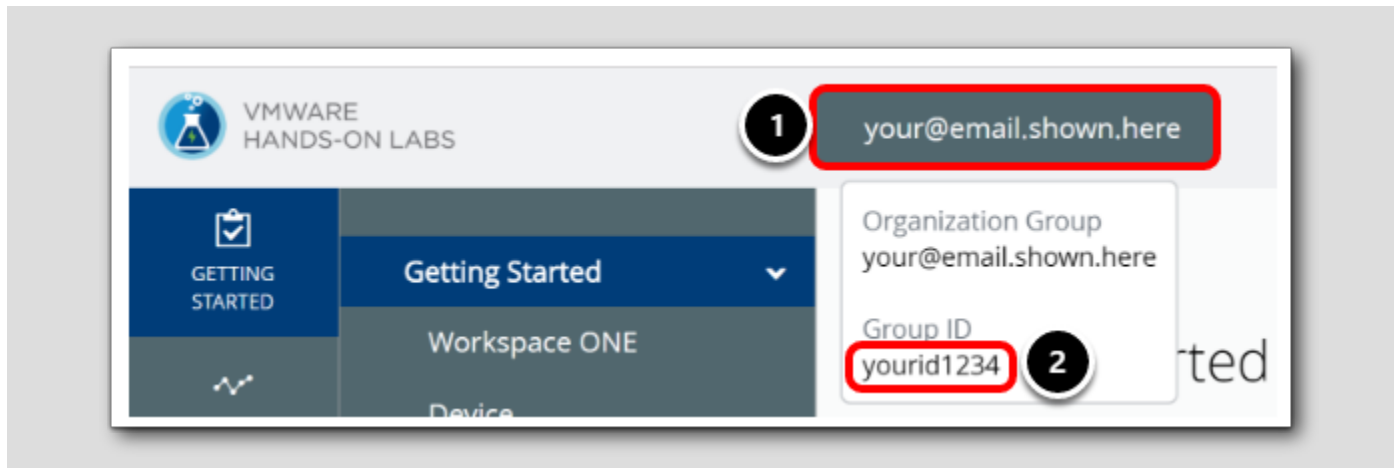 VMWARE
HANDS-ON LABS
1
your@email.shown.here
GETTING
STARTED
Getting Started
Workspace ONE
Device
Organization Group
your@email.shown.here
Group ID
yourid1234
2
rted